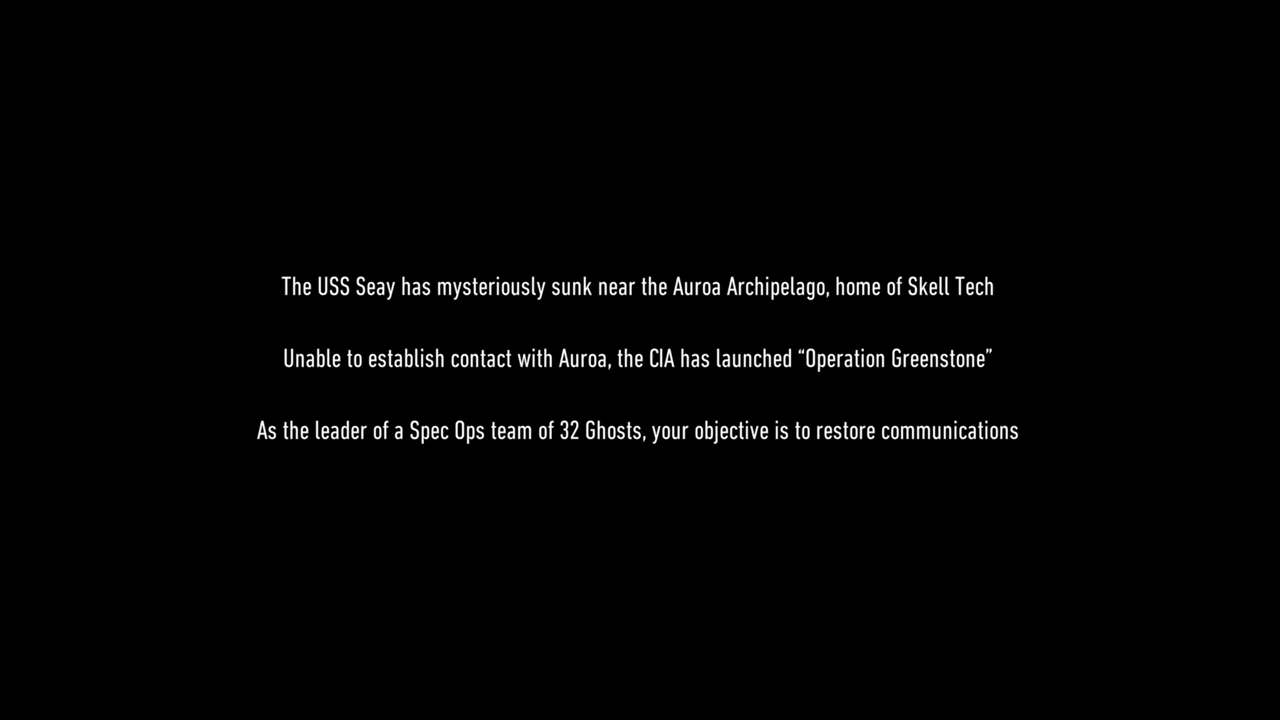 The USS Seay has mysteriously sunk near the Auroa Archipelago, home of Skell Tech
Unable to establish contact with Auroa, the CIA has launched “Operation Greenstone”
As the leader of a Spec Ops team of 32 Ghosts, your objective is to restore communications